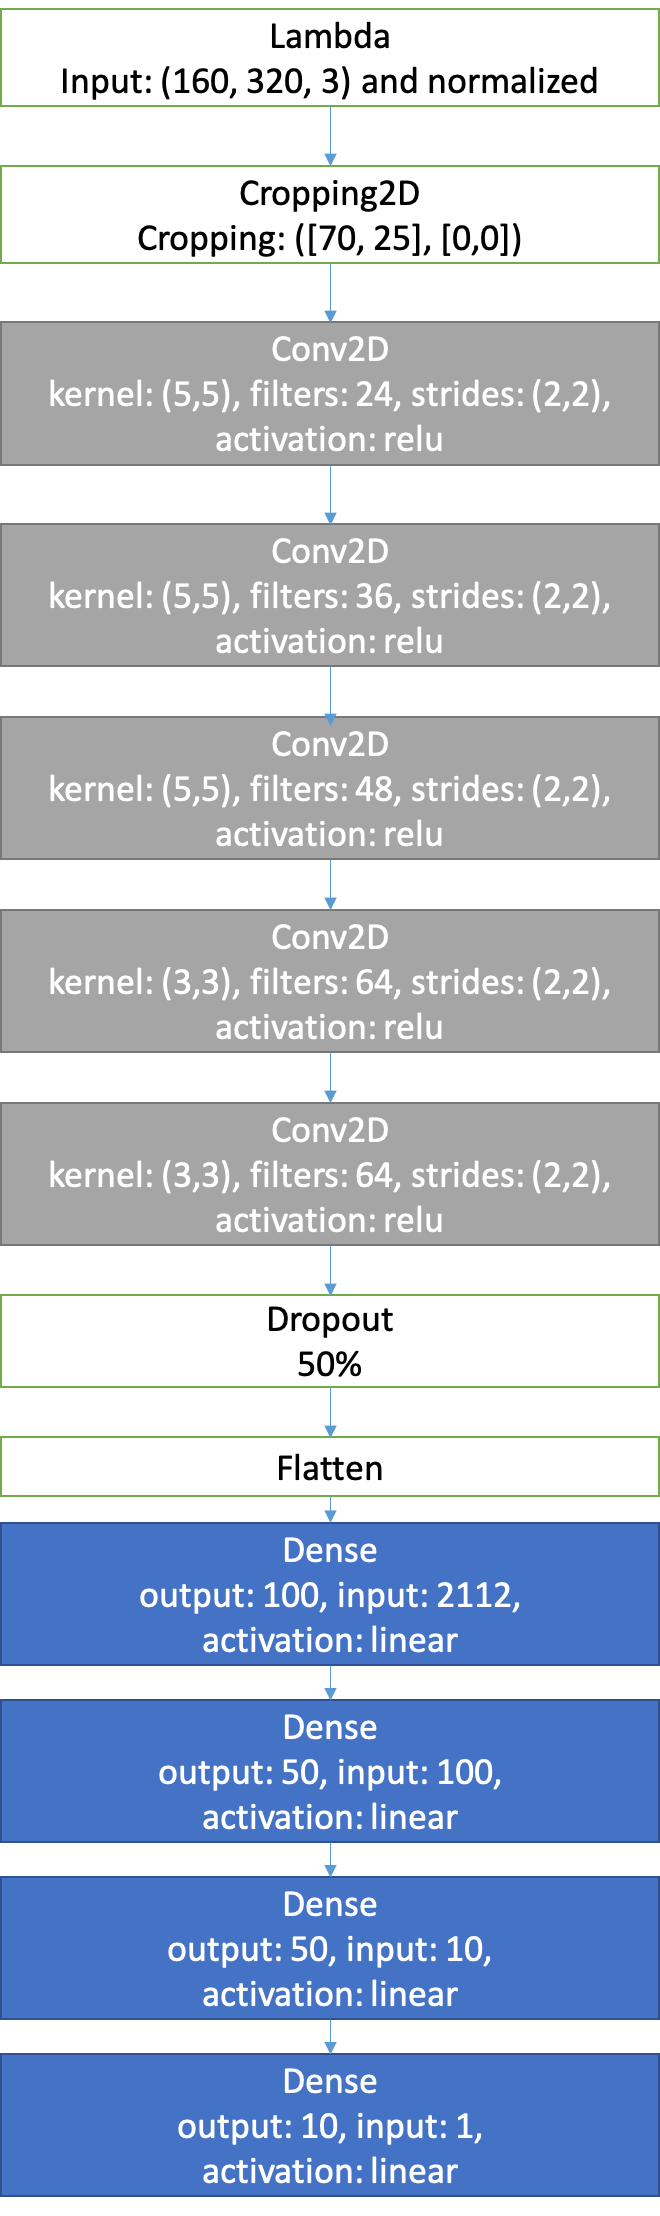 Lambda
Input: (160, 320, 3) and normalized
Cropping2D
Cropping: ([70, 25], [0,0])
Conv2D
kernel: (5,5), filters: 24, strides: (2,2),
activation: relu
Conv2D
kernel: (5,5), filters: 36, strides: (2,2),
activation: relu
Conv2D
kernel: (5,5), filters: 48, strides: (2,2),
activation: relu
Conv2D
kernel: (3,3), filters: 64, strides: (2,2),
activation: relu
Conv2D
kernel: (3,3), filters: 64, strides: (2,2),
activation: relu
Dropout
50%
Flatten
Dense
output: 100, input: 2112,
activation: linear
Dense
output: 50, input: 100,
activation: linear
Dense
output: 50, input: 10,
activation: linear
Dense
output: 10, input: 1,
activation: linear